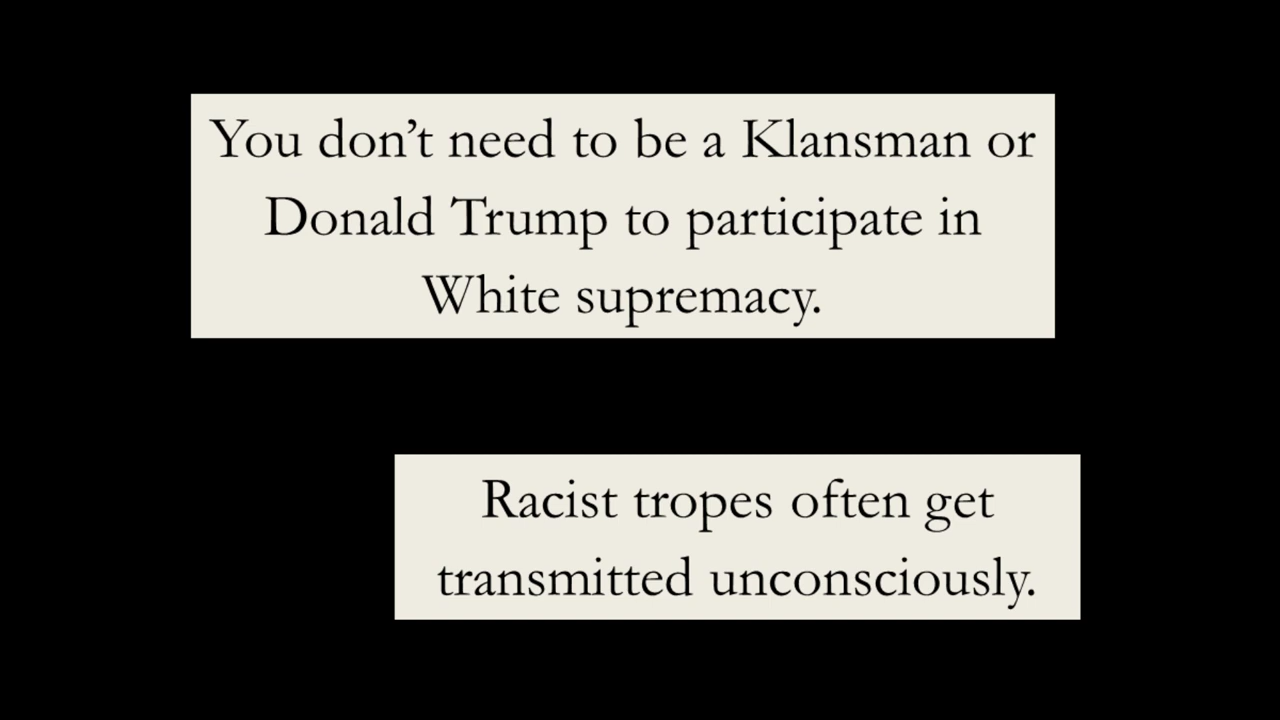 You don’t need to be a Klansman or
Donald Trump to participate in
White supremacy.
Racist tropes often get
transmitted unconsciously.